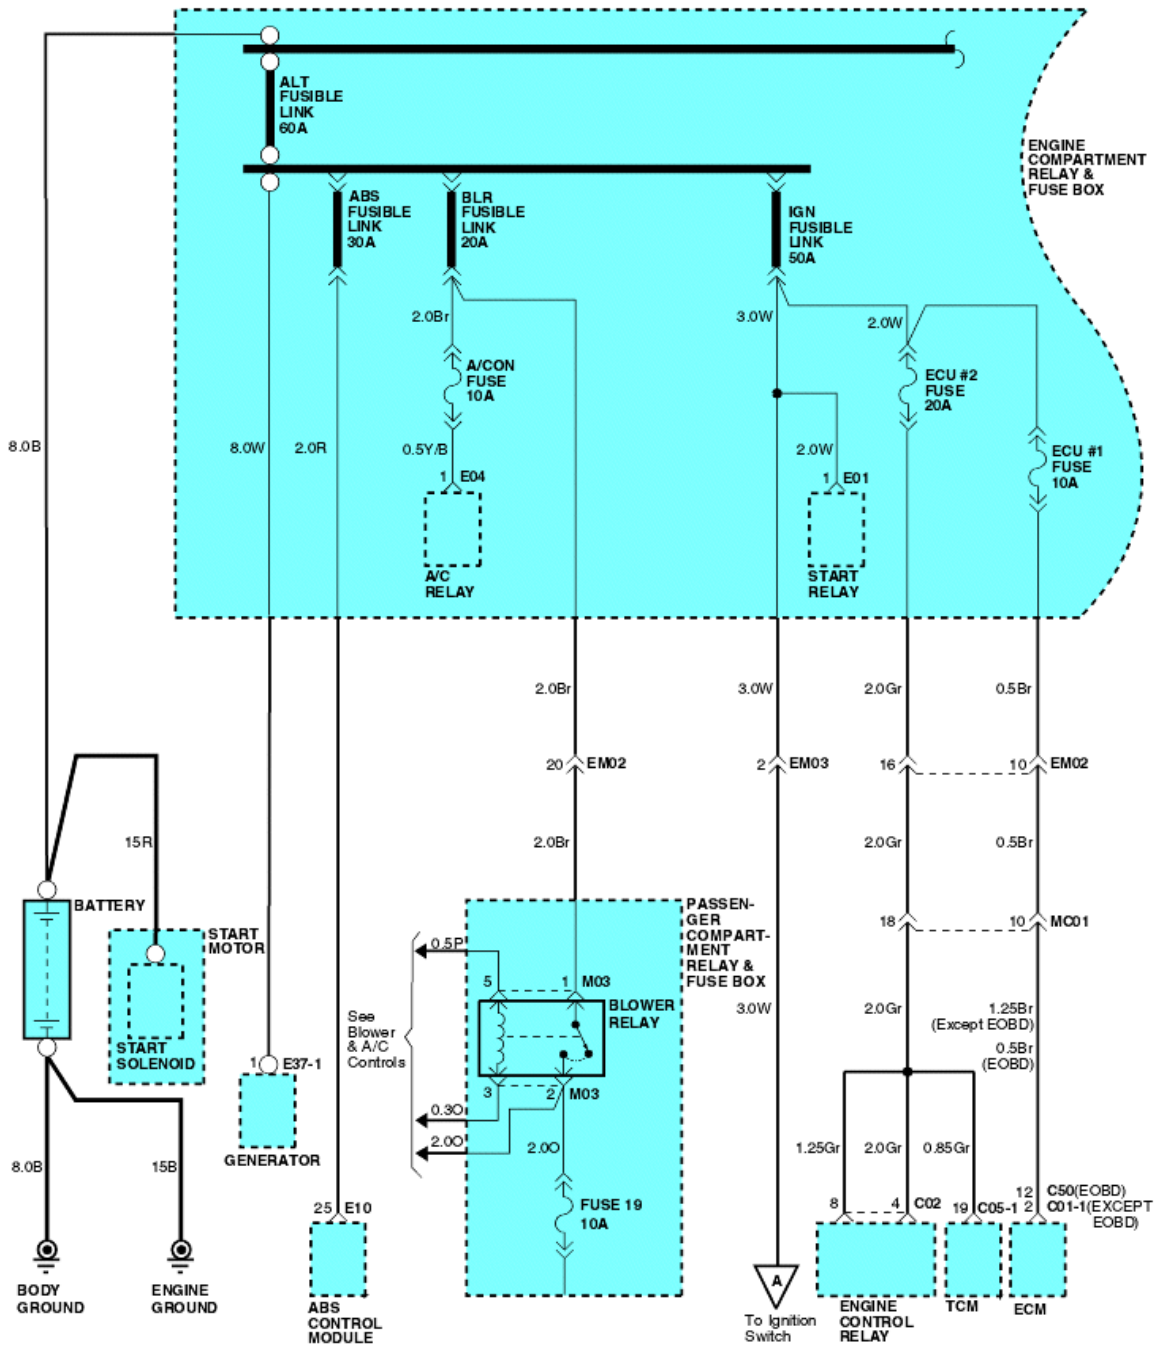 ALT
FUSIBLE
LINK
60A
ENGINE
COMPARTMENT
RELAY &
FUSE BOX
ABS
FUSIBLE
LINK
30A
BLR
FUSIBLE
LINK
20A
IGN
FUSIBLE
LINK
50A
2.0Br
3.0W
2.0W
A/CON
FUSE
10A
ECU #2
FUSE
20A
8.0B
8.0W
2.0R
0.5Y/B
2.0W
ECU #1
FUSE
10A
1 E04
1 E01
A/C
RELAY
START
RELAY
2.0Br
3.0W
2.0Gr
0.5Br
20 EM02
2 EM03
16
10 EM02
15R
2.0Br
2.0Gr
0.5Br
BATTERY
START
MOTOR
PASSEN-
GER
COMPART-
MENT
RELAY &
FUSE BOX
18
10 MC01
0.5P
5
1 M03
BLOWER
RELAY
See
Blower
& A/C
Controls
3.0W
2.0Gr
1.25Br
(Except EOBD)
0.5Br
(EOBD)
START
SOLENOID
1 E37-1
3
2 M03
0.3O
2.0O
2.0O
GENERATOR
1.25Gr
2.0Gr
0.85Gr
8.0B
15B
25 E10
FUSE 19
10A
8
4 C02
19 C05-1
12 C50(EOBD)
2 C01-1(EXCEPT
EOBD)
A
BODY
GROUND
ENGINE
GROUND
ABS
CONTROL
MODULE
To Ignition
Switch
ENGINE
CONTROL
RELAY
TCM
ECM